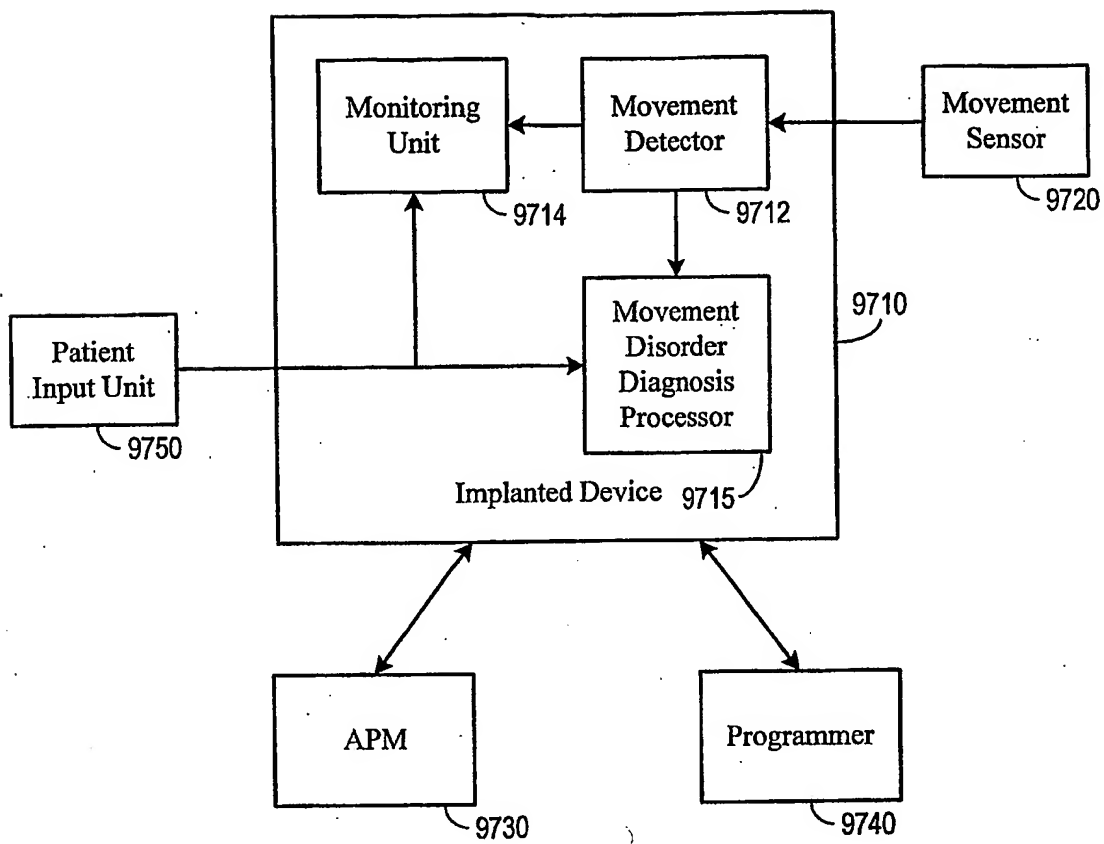 Monitoring
Unit
9714
Movement
Detector
9712
Movement
Sensor
9720
Patient
Input Unit
9750
Movement
Disorder
Diagnosis
Processor
9715
9710
Implanted Device
APM
9730
Programmer
9740